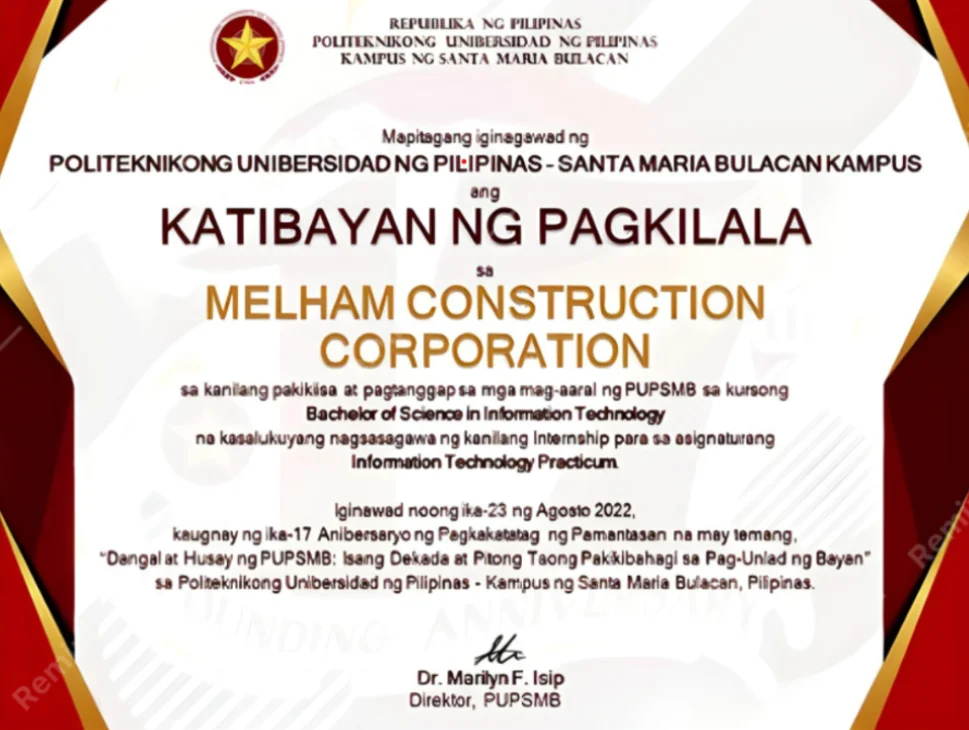 REPUBLIKA NG PILIPINAS
POLITEKNIKONG UNIBERSIDAD NG PILIPINAS
KAMPUS NG SANTA MARIA BULACAN
Mapitagang iginagawad ng
POLITEKNIKONG UNIBERSIDAD NG PILIPINAS - SANTA MARIA BULACAN KAMPUS
ang
KATIBAYAN NG PAGKILALA
sa
MELHAM CONSTRUCTION
CORPORATION
sa kanilang pakikiisa at pagtanggap sa mga mag-aaral ng PUPSMB sa kursong
Bachelor of Science in Information Technology
na kasalukuyang nagsasagawa ng kanilang Internship para sa asignaturang
Information Technology Practicum.
Iginawad noong ika-23 ng Agosto 2022,
kaugnay ng ika-17 Anibersaryo ng Pagkakatatag ng Pamantasan na may temang,
"Dangal at Husay ng PUPSMB: Isang Dekada at Pitong Taong Pakikibahagi sa Pag-Unlad ng Bayan"
sa Politeknikong Unibersidad ng Pilipinas - Kampus ng Santa Maria Bulacan, Pilipinas.
UNDING ANNIVERSARY
Dr. Marilyn F. Isip
Direktor, PUPSMB
Remi
Remi